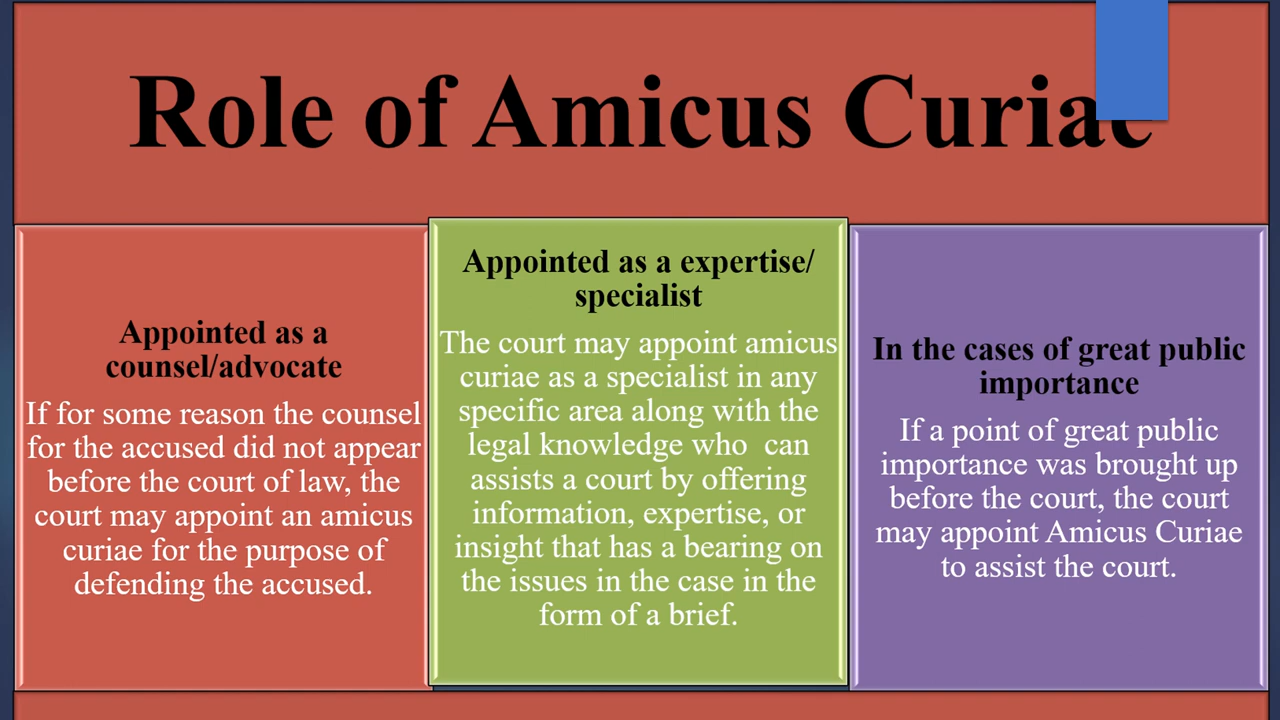 Role of Amicus Curiae
Appointed as a
counsel/advocate
If for some reason the counsel
for the accused did not appear
before the court of law, the
court may appoint an amicus
curiae for the purpose of
defending the accused.
Appointed as a expertise/
specialist
The court may appoint amicus
curiae as a specialist in any
specific area along with the
legal knowledge who  can
assists a court by offering
information, expertise, or
insight that has a bearing on
the issues in the case in the
form of a brief.
In the cases of great public
importance
If a point of great public
importance was brought up
before the court, the court
may appoint Amicus Curiae
to assist the court.